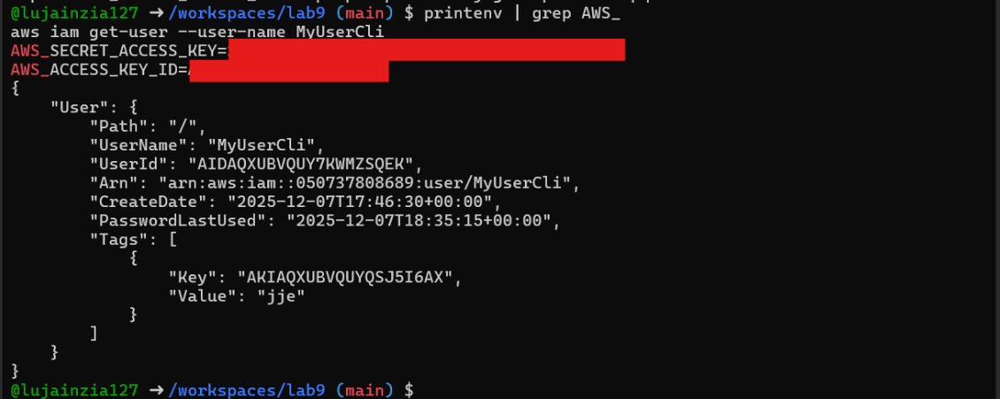 @lujainzia127 ➜ /workspaces/lab9 (main) $ printenv | grep AWS_
aws iam get-user --user-name MyUserCli
AWS_SECRET_ACCESS_KEY=
AWS_ACCESS_KEY_ID=
{
    "User": {
        "Path": "/",
        "UserName": "MyUserCli",
        "UserId": "AIDAQXUBVQUY7KWMZSQEK",
        "Arn": "arn:aws:iam::050737808689:user/MyUserCli",
        "CreateDate": "2025-12-07T17:46:30+00:00",
        "PasswordLastUsed": "2025-12-07T18:35:15+00:00",
        "Tags": [
            {
                "Key": "AKIAQXUBVQUYQSJ5I6AX",
                "Value": "jje"
            }
        ]
    }
}
@lujainzia127 ➜ /workspaces/lab9 (main) $